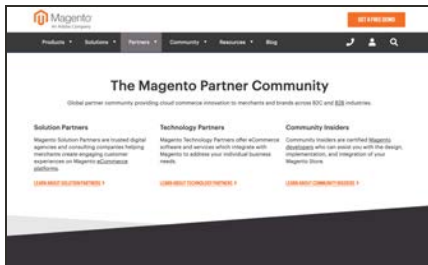 Magento
An Adobe Company
GET A FREE DEMO
Products
Solutions
Partners
Community
Resources
Blog
The Magento Partner Community
Global partner community providing cloud commerce innovation to merchants and brands across B2C and B2B industries.
Solution Partners
Magento Solution Partners are trusted digital
agencies and consulting companies helping
merchants create engaging customer
experiences on Magento eCommerce
platforms.
LEARN ABOUT SOLUTION PARTNERS >
Technology Partners
Magento Technology Partners offer eCommerce
software and services which integrate with
Magento to address your individual business
needs.
LEARN ABOUT TECHNOLOGY PARTNERS >
Community Insiders
Community Insiders are certified Magento
developers who can assist you with the design,
implementation, and integration of your
Magento Store.
LEARN ABOUT COMMUNITY INSIDERS >